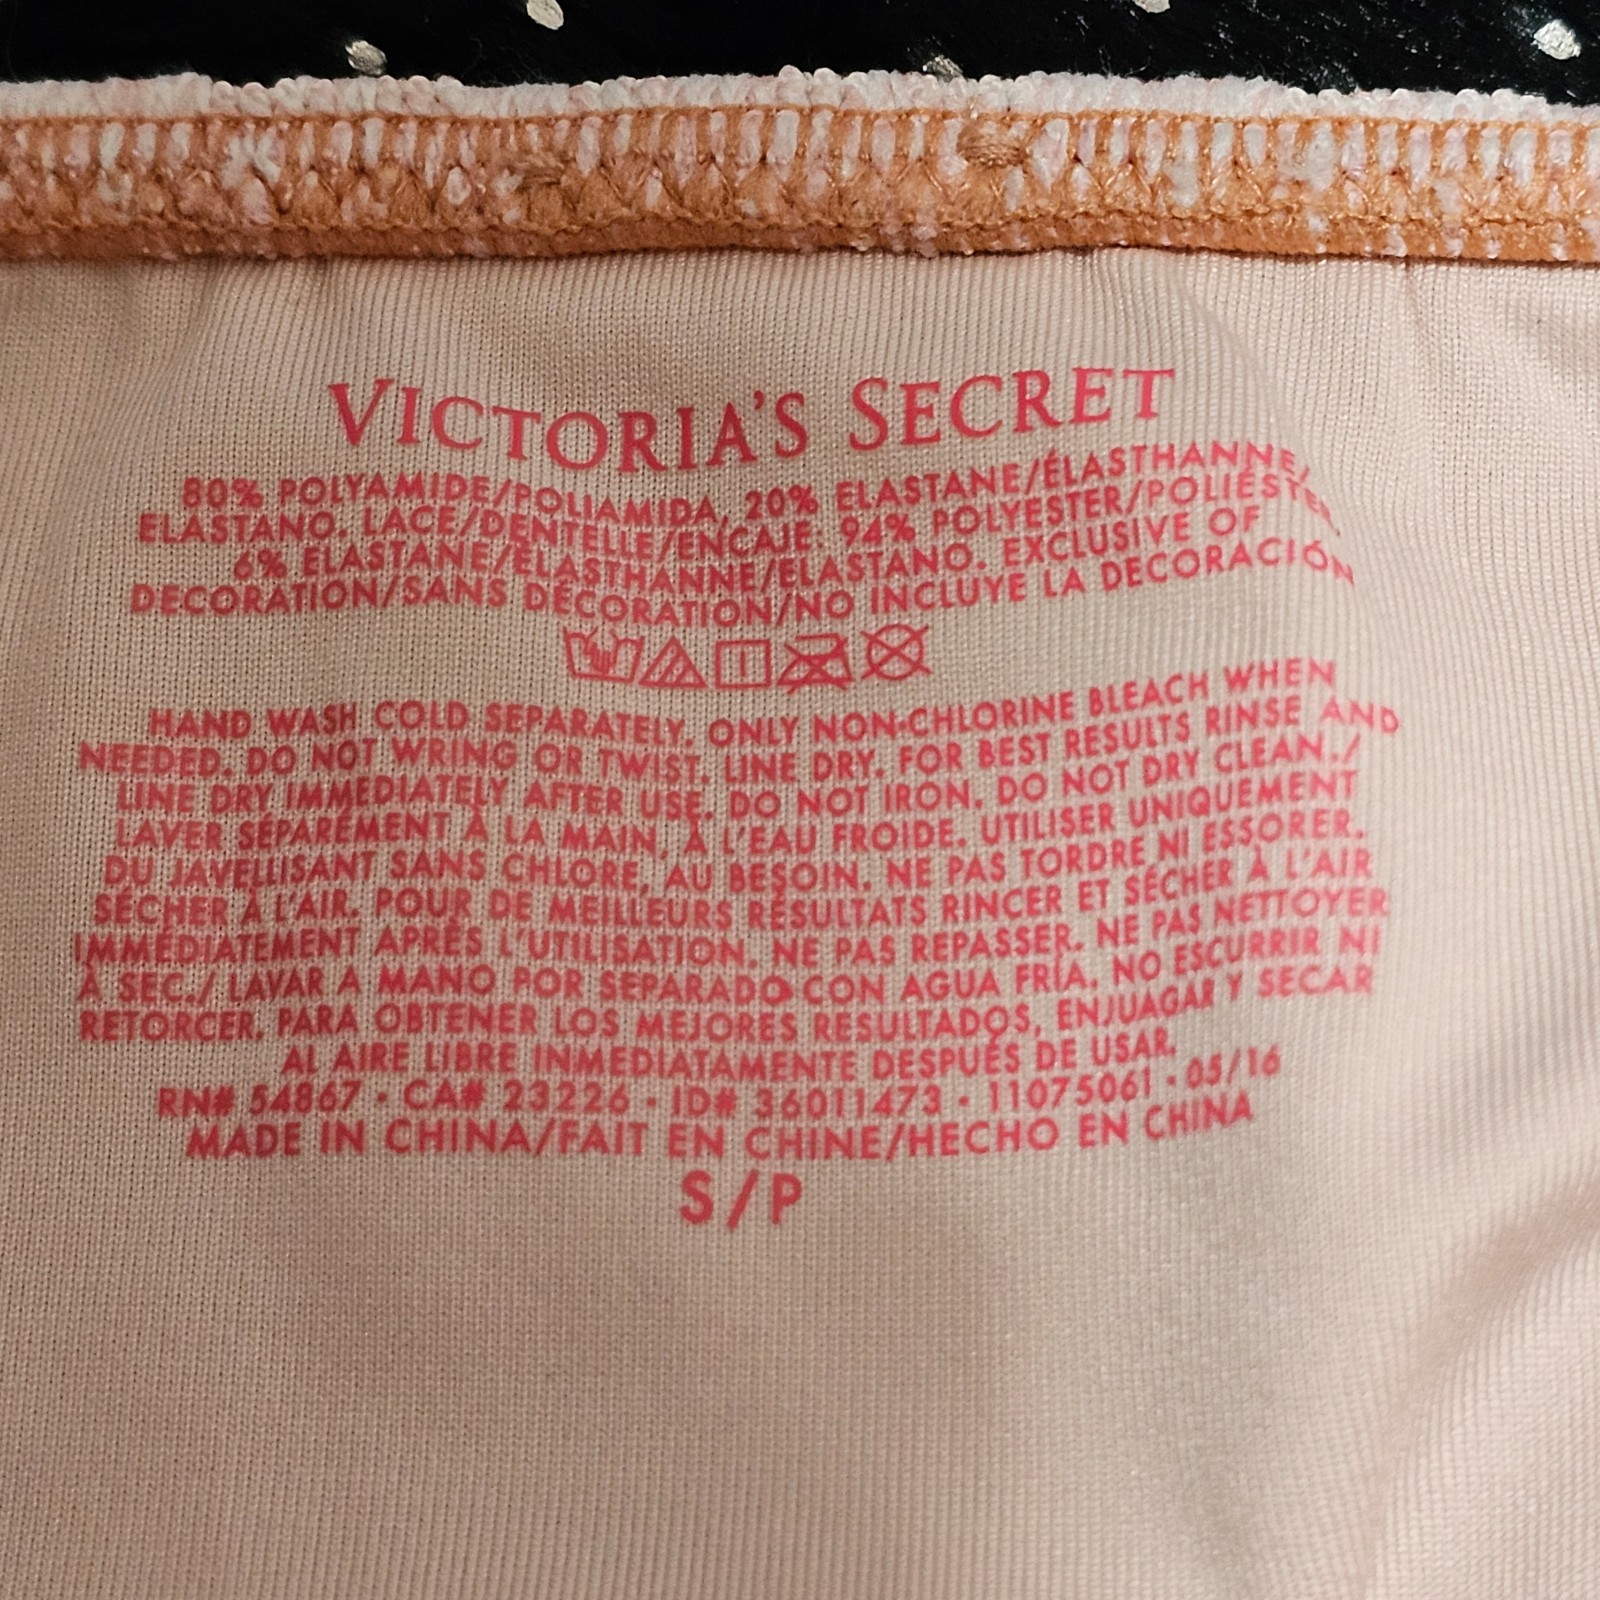 VICTORIA'S SECRET
80% POLYAMIDE/POLIAMIDA, 20% ELASTANE/ÉLASTHANNE,
ELASTANO. LACE/DENTELLE/ENCAJE: 94% POLYESTER/POLIÉSTER,
6% ELASTANE/ÉLASTHANNE/ELASTANO. EXCLUSIVE OF
DECORATION/SANS DÉCORATION/NO INCLUYE LA DECORACIÓN
HAND WASH COLD SEPARATELY. ONLY NON-CHLORINE BLEACH WHEN
NEEDED. DO NOT WRING OR TWIST. LINE DRY. FOR BEST RESULTS RINSE AND
LINE DRY IMMEDIATELY AFTER USE. DO NOT IRON. DO NOT DRY CLEAN./
LAVER SÉPARÉMENT À LA MAIN, À L'EAU FROIDE. UTILISER UNIQUEMENT
DU JAVELLISANT SANS CHLORE, AU BESOIN. NE PAS TORDRE NI ESSORER.
SÉCHER À L'AIR. POUR DE MEILLEURS RÉSULTATS RINCER ET SÉCHER À L'AIR
IMMÉDIATEMENT APRÈS L'UTILISATION. NE PAS REPASSER. NE PAS NETTOYER
À SEC./ LAVAR A MANO POR SEPARADO CON AGUA FRÍA. NO ESCURRIR NI
RETORCER. PARA OBTENER LOS MEJORES RESULTADOS, ENJUAGAR Y SECAR
AL AIRE LIBRE INMEDIATAMENTE DESPUÉS DE USAR.
RN# 54867 • CA# 23226 • ID# 36011473 • 11075061 • 05/16
MADE IN CHINA/FAIT EN CHINE/HECHO EN CHINA
S/P